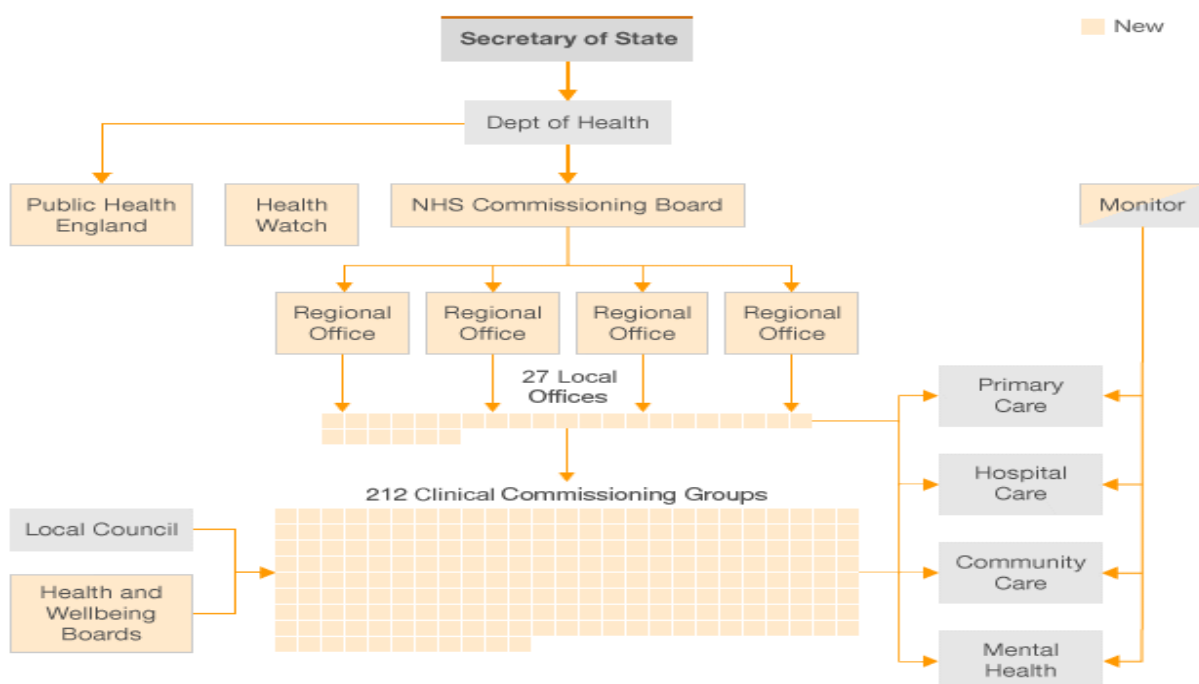 Secretary of State
New
Dept of Health
Public Health
England
Health
Watch
NHS Commissioning Board
Monitor
Regional
Office
Regional
Office
Regional
Office
Regional
Office
27 Local
Offices
Primary
Care
212 Clinical Commissioning Groups
Hospital
Care
Local Council
Health and
Wellbeing
Boards
Community
Care
Mental
Health